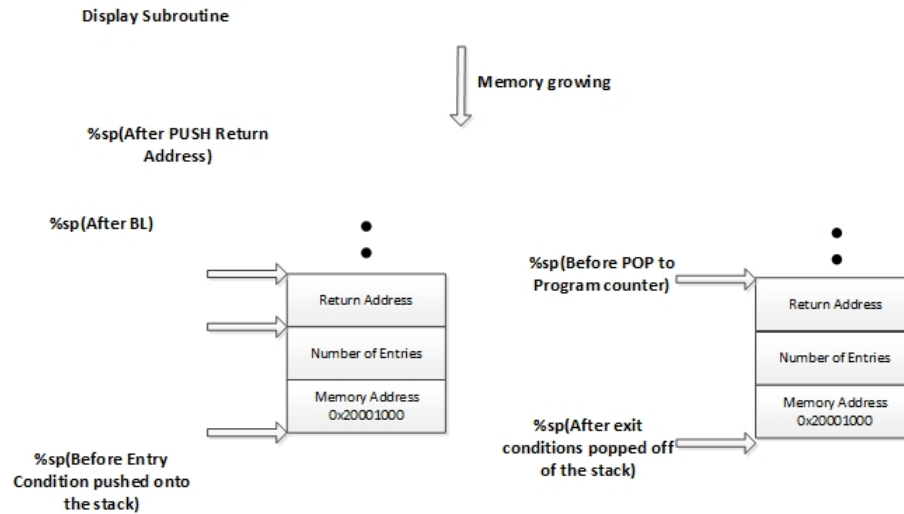 Display Subroutine
Memory growing
%sp(After PUSH Return
Address)
%sp(After BL)
Return Address
Number of Entries
Memory Address
0x20001000
%sp(Before Entry
Condition pushed onto
the stack)
%sp(Before POP to
Program counter)
Return Address
Number of Entries
Memory Address
0x20001000
%sp(After exit
conditions popped off
of the stack)